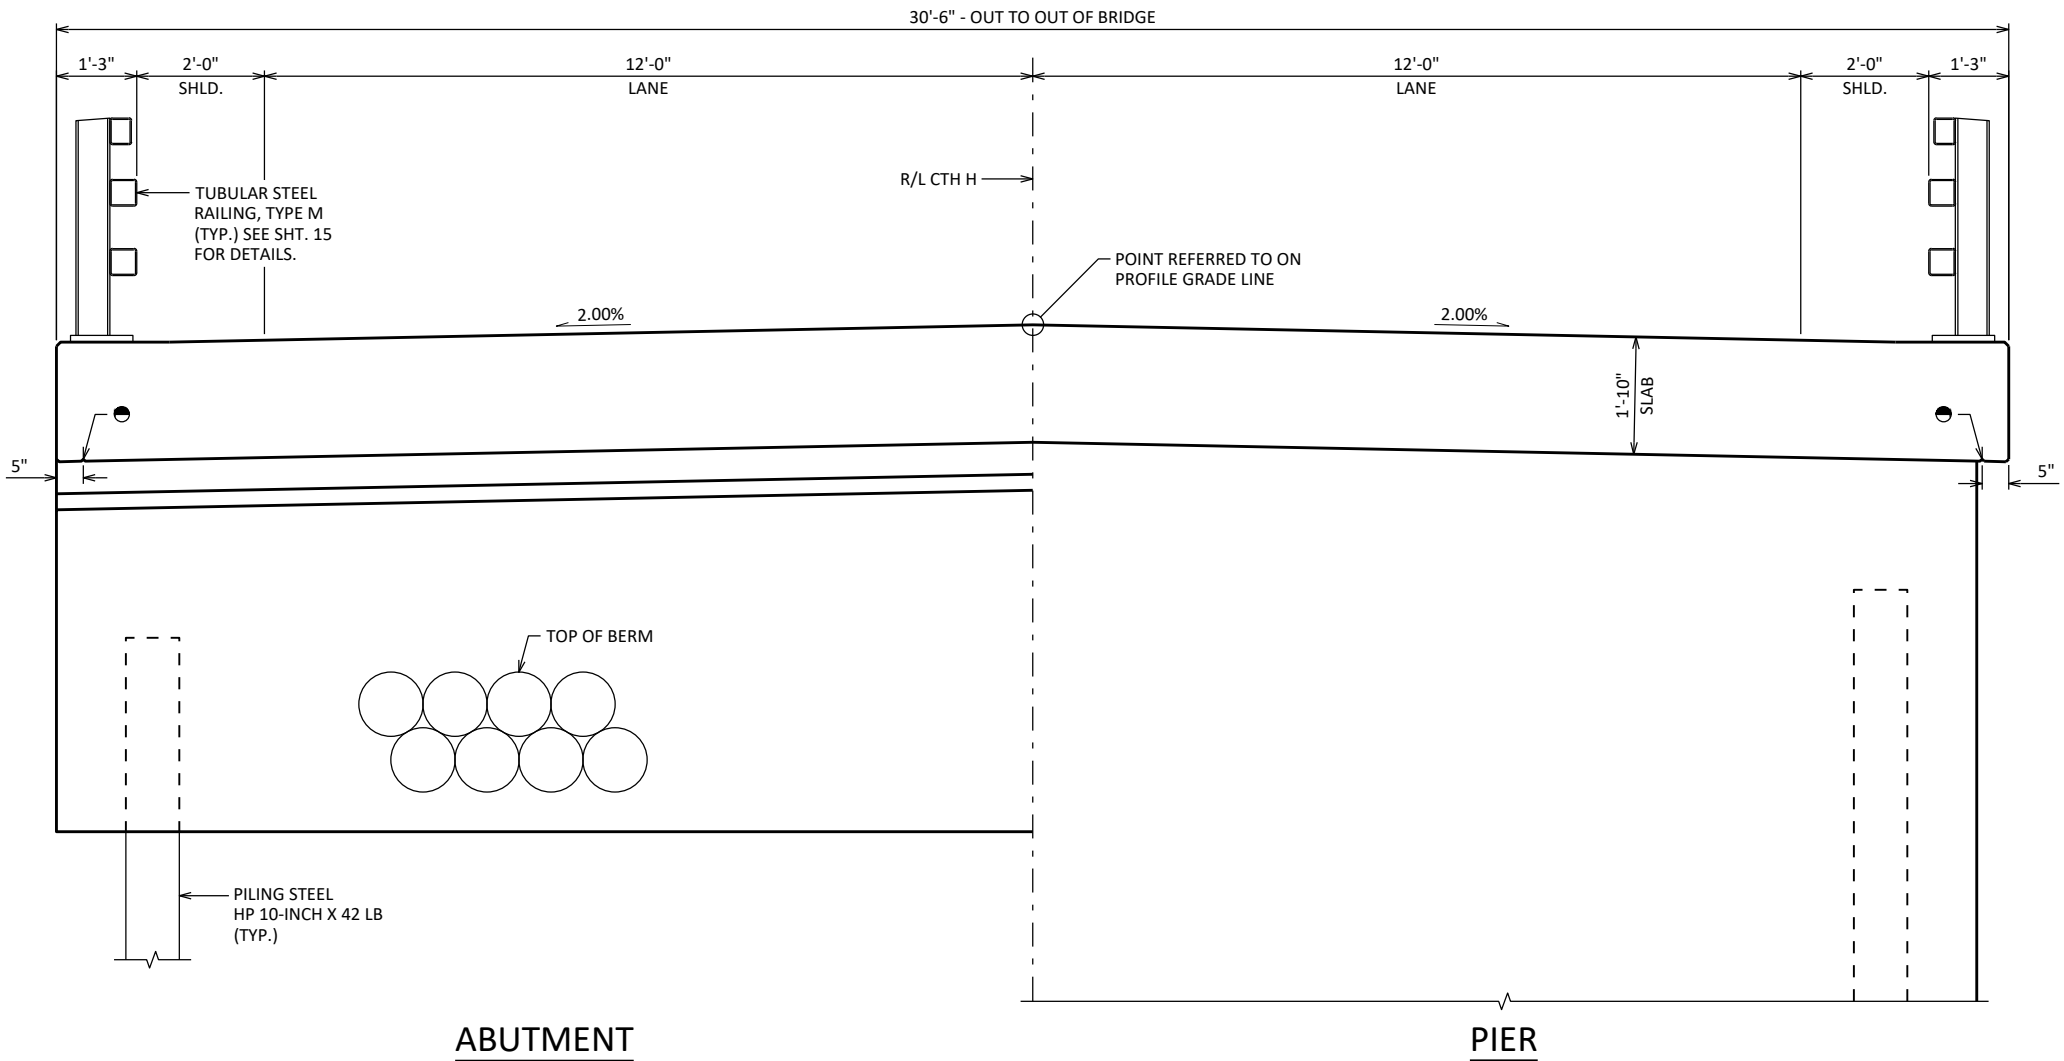 30'-6" - OUT TO OUT OF BRIDGE
1'-3"
2'-0"
SHLD.
12'-0"
LANE
12'-0"
LANE
2'-0"
SHLD.
1'-3"
R/L CTH H
TUBULAR STEEL
RAILING, TYPE M
(TYP.) SEE SHT. 15
FOR DETAILS.
POINT REFERRED TO ON
PROFILE GRADE LINE
2.00%
2.00%
1'-10"
SLAB
5"
5"
TOP OF BERM
PILING STEEL
HP 10-INCH X 42 LB
(TYP.)
ABUTMENT
PIER